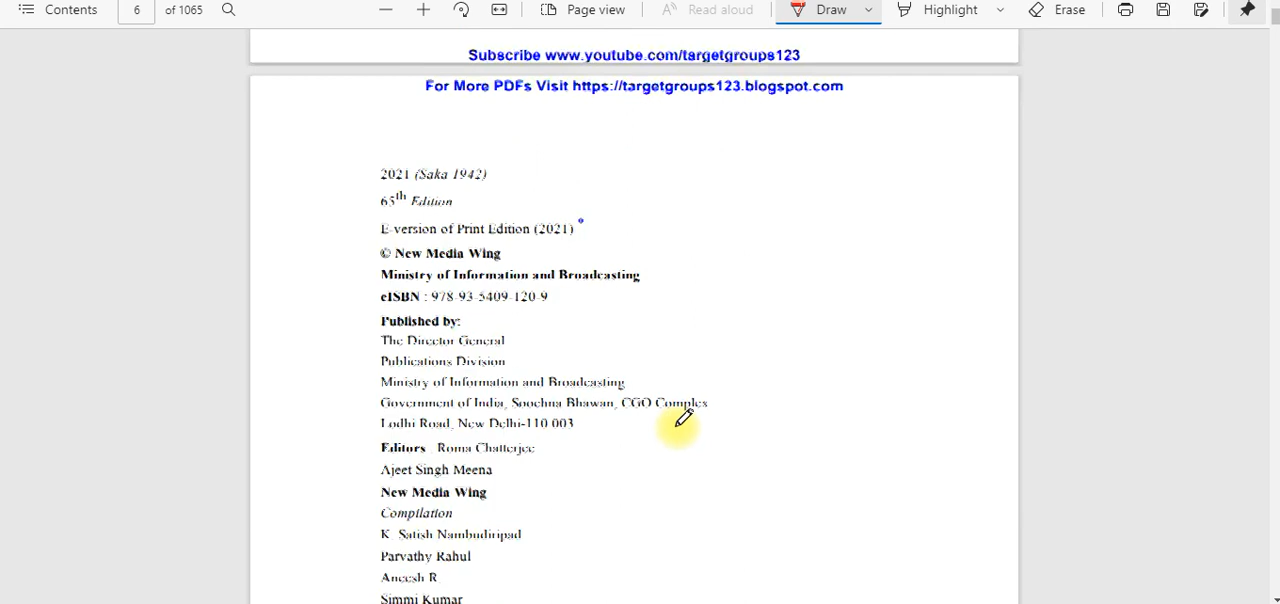 Contents 6 of 1065 Page view Read aloud Draw Highlight Erase
Subscribe www.youtube.com/targetgroups123
For More PDFs Visit https://targetgroups123.blogspot.com
2021 (Saka 1942)
65th Edition
E-version of Print Edition (2021)
© New Media Wing
Ministry of Information and Broadcasting
eISBN : 978-93-5409-120-9
Published by:
The Director General
Publications Division
Ministry of Information and Broadcasting
Government of India, Soochna Bhawan, CGO Complex
Lodhi Road, New Delhi-110 003
Editors Roma Chatterjee
Ajeet Singh Meena
New Media Wing
Compilation
K. Satish Nambudiripad
Parvathy Rahul
Aneesh R
Simmi Kumar